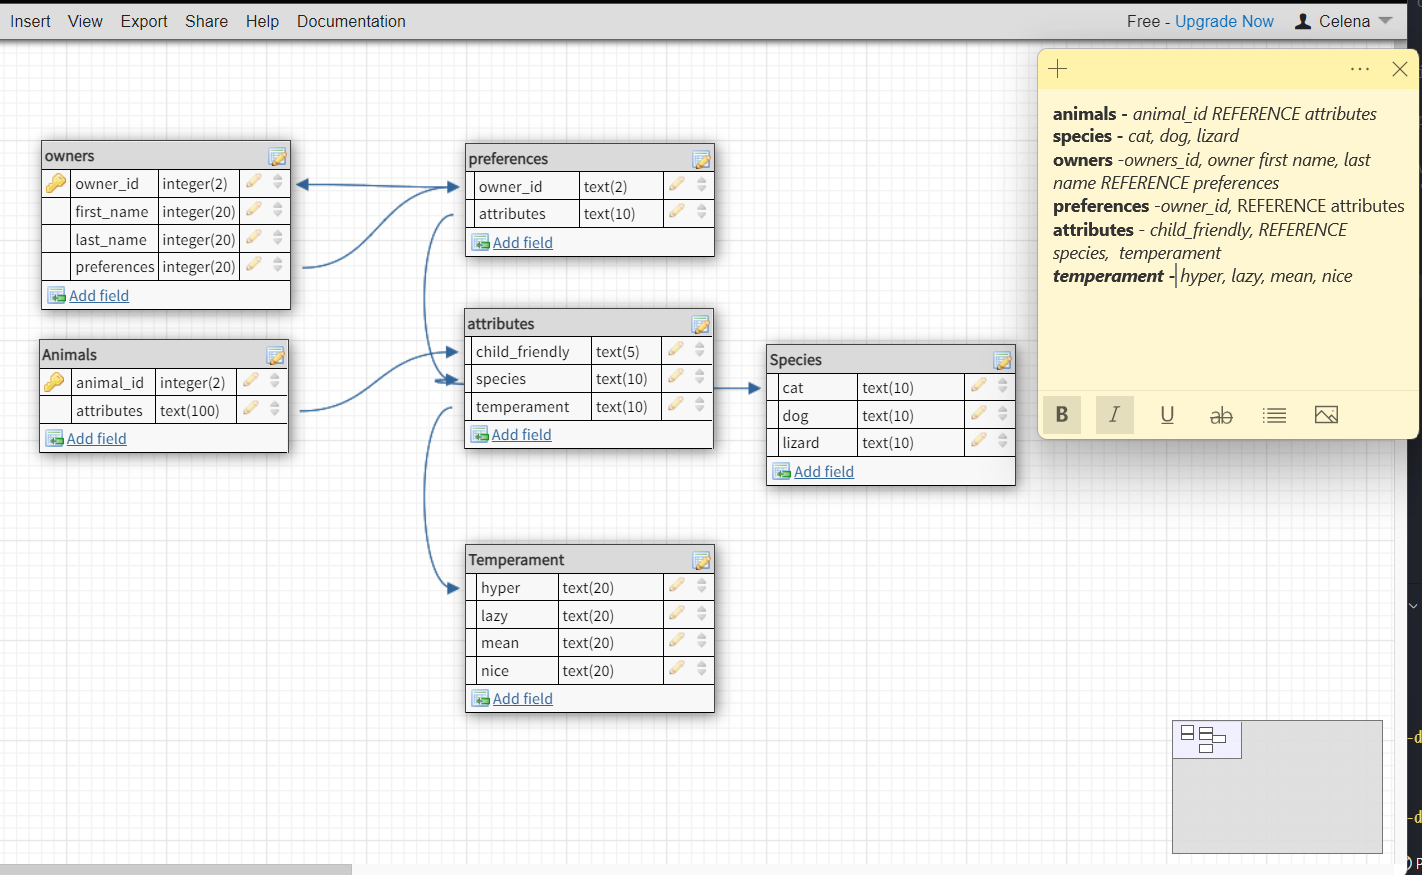 Insert View Export Share Help Documentation Free - Upgrade Now Celena
owners
owner_id integer(2)
first_name integer(20)
last_name integer(20)
preferences integer(20)
Add field
Animals
animal_id integer(2)
attributes text(100)
Add field
preferences
owner_id text(2)
attributes text(10)
Add field
attributes
child_friendly text(5)
species text(10)
temperament text(10)
Add field
Species
cat text(10)
dog text(10)
lizard text(10)
Add field
Temperament
hyper text(20)
lazy text(20)
mean text(20)
nice text(20)
Add field
animals - animal_id REFERENCE attributes
species - cat, dog, lizard
owners -owners_id, owner first name, last
name REFERENCE preferences
preferences -owner_id, REFERENCE attributes
attributes - child_friendly, REFERENCE
species, temperament
temperament - hyper, lazy, mean, nice
B I U ab
-d
-d
P